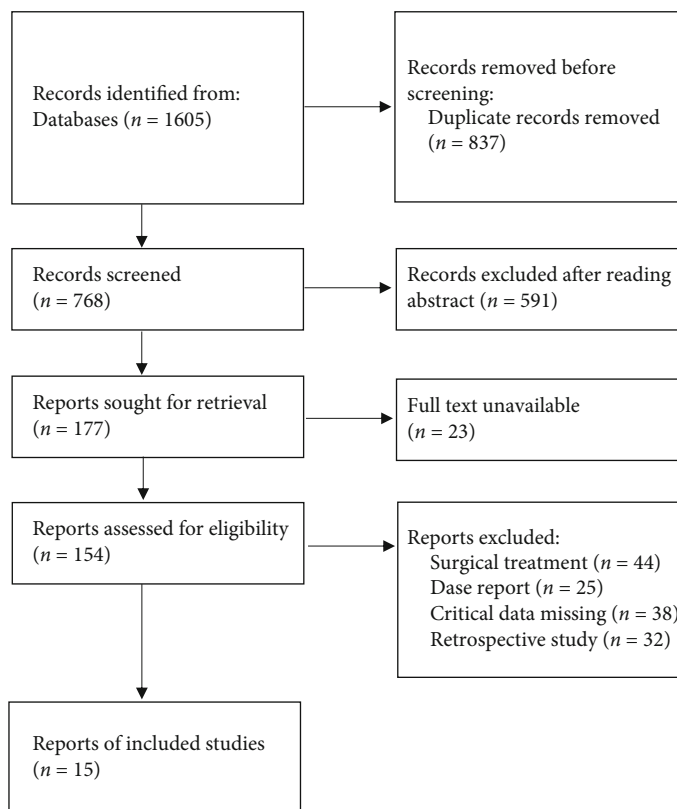 Records identified from:
Databases (n = 1605)
Records removed before
screening:
Duplicate records removed
(n = 837)
Records screened
(n = 768)
Records excluded after reading
abstract (n = 591)
Reports sought for retrieval
(n = 177)
Full text unavailable
(n = 23)
Reports assessed for eligibility
(n = 154)
Reports excluded:
Surgical treatment (n = 44)
Dase report (n = 25)
Critical data missing (n = 38)
Retrospective study (n = 32)
Reports of included studies
(n = 15)